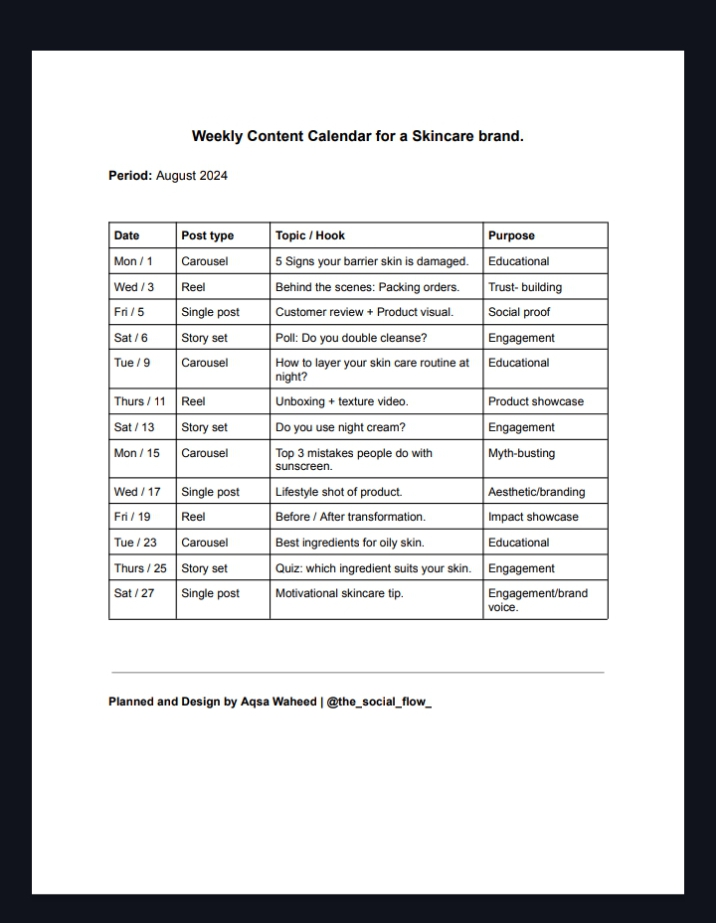 Weekly Content Calendar for a Skincare brand.
Period: August 2024
Date Post type Topic / Hook Purpose
Mon / 1 Carousel 5 Signs your barrier skin is damaged. Educational
Wed / 3 Reel Behind the scenes: Packing orders. Trust- building
Fri / 5 Single post Customer review + Product visual. Social proof
Sat / 6 Story set Poll: Do you double cleanse? Engagement
Tue / 9 Carousel How to layer your skin care routine at Educational
night?
Thurs / 11 Reel Unboxing + texture video. Product showcase
Sat / 13 Story set Do you use night cream? Engagement
Mon / 15 Carousel Top 3 mistakes people do with Myth-busting
sunscreen.
Wed / 17 Single post Lifestyle shot of product. Aesthetic/branding
Fri / 19 Reel Before / After transformation. Impact showcase
Tue / 23 Carousel Best ingredients for oily skin. Educational
Thurs / 25 Story set Quiz: which ingredient suits your skin. Engagement
Sat / 27 Single post Motivational skincare tip. Engagement/brand
voice.
Planned and Design by Aqsa Waheed | @the_social_flow_